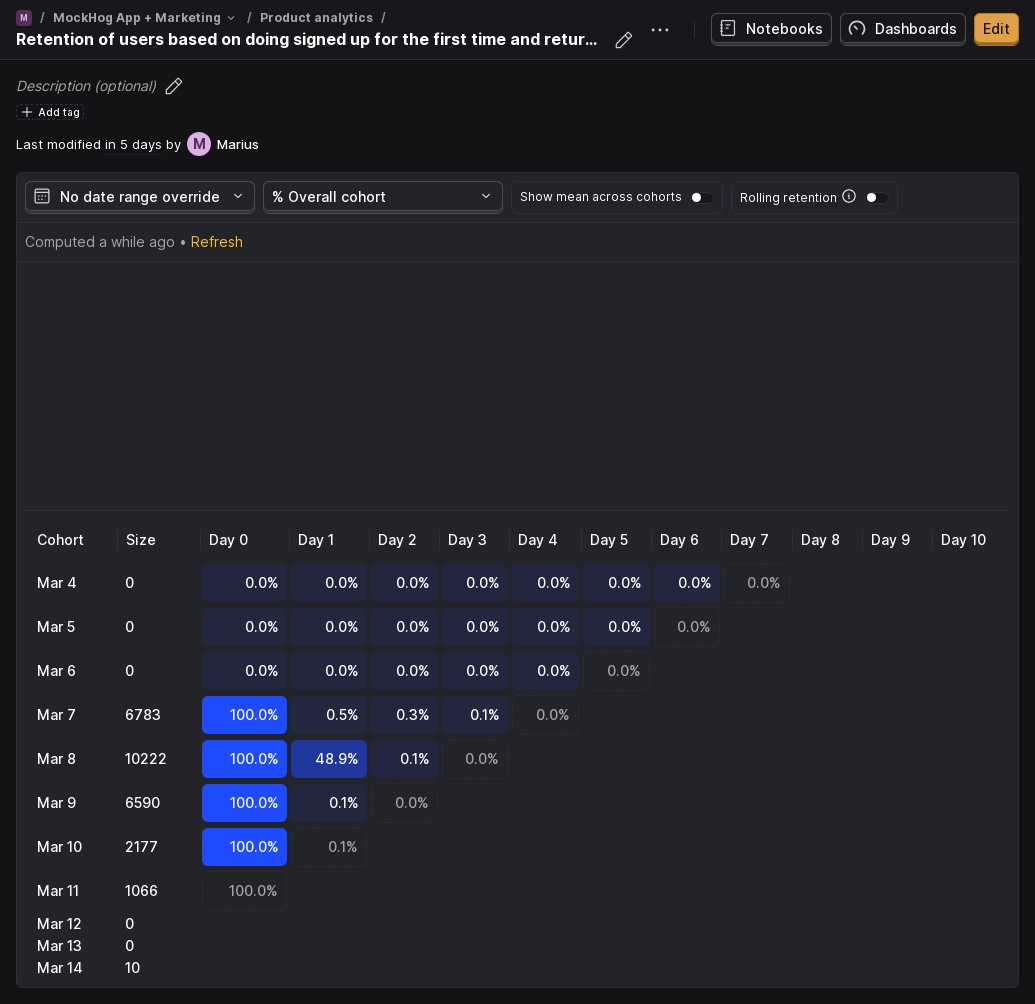 M / MockHog App + Marketing / Product analytics /
Retention of users based on doing signed up for the first time and retur...
Notebooks Dashboards Edit
Description (optional)
Add tag
Last modified in 5 days by M Marius
No date range override % Overall cohort Show mean across cohorts Rolling retention
Computed a while ago • Refresh
Cohort Size Day 0 Day 1 Day 2 Day 3 Day 4 Day 5 Day 6 Day 7 Day 8 Day 9 Day 10
Mar 4 0 0.0% 0.0% 0.0% 0.0% 0.0% 0.0% 0.0% 0.0%
Mar 5 0 0.0% 0.0% 0.0% 0.0% 0.0% 0.0% 0.0%
Mar 6 0 0.0% 0.0% 0.0% 0.0% 0.0% 0.0%
Mar 7 6783 100.0% 0.5% 0.3% 0.1% 0.0%
Mar 8 10222 100.0% 48.9% 0.1% 0.0%
Mar 9 6590 100.0% 0.1% 0.0%
Mar 10 2177 100.0% 0.1%
Mar 11 1066 100.0%
Mar 12 0
Mar 13 0
Mar 14 10